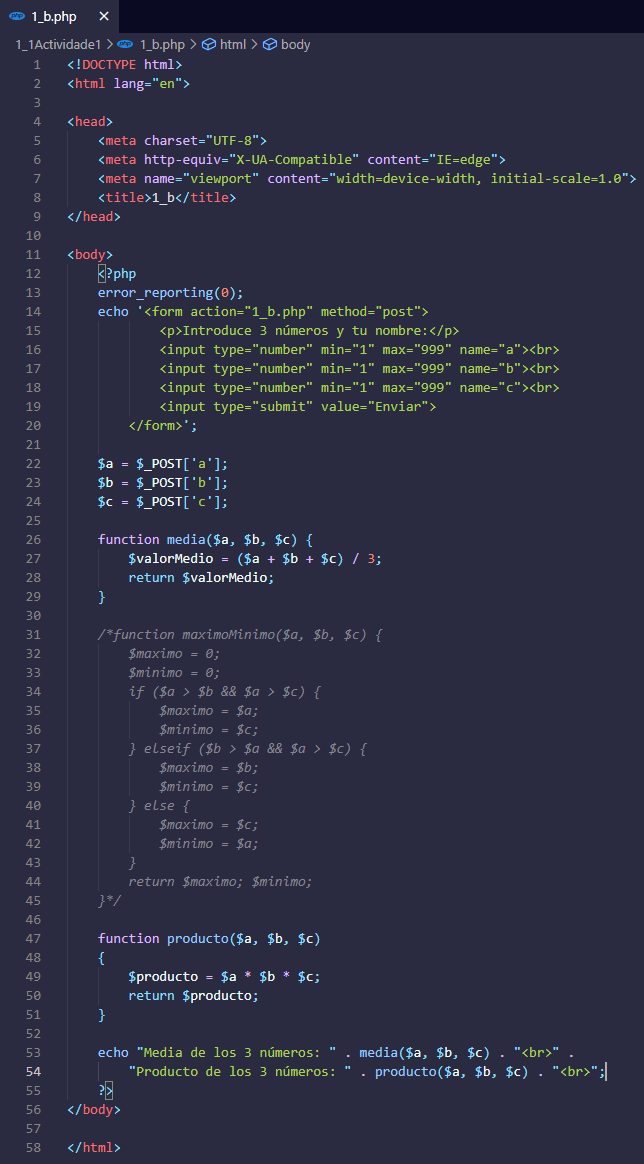 1_b.php ×
1_1Actividade1 > 1_b.php > html > body
1 <!DOCTYPE html>
2 <html lang="en">
3
4 <head>
5     <meta charset="UTF-8">
6     <meta http-equiv="X-UA-Compatible" content="IE=edge">
7     <meta name="viewport" content="width=device-width, initial-scale=1.0">
8     <title>1_b</title>
9 </head>
10
11 <body>
12     <?php
13     error_reporting(0);
14     echo '<form action="1_b.php" method="post">
15             <p>Introduce 3 números y tu nombre:</p>
16             <input type="number" min="1" max="999" name="a"><br>
17             <input type="number" min="1" max="999" name="b"><br>
18             <input type="number" min="1" max="999" name="c"><br>
19             <input type="submit" value="Enviar">
20         </form>';
21
22     $a = $_POST['a'];
23     $b = $_POST['b'];
24     $c = $_POST['c'];
25
26     function media($a, $b, $c) {
27         $valorMedio = ($a + $b + $c) / 3;
28         return $valorMedio;
29     }
30
31     /*function maximoMinimo($a, $b, $c) {
32         $maximo = 0;
33         $minimo = 0;
34         if ($a > $b && $a > $c) {
35             $maximo = $a;
36             $minimo = $c;
37         } elseif ($b > $a && $a > $c) {
38             $maximo = $b;
39             $minimo = $c;
40         } else {
41             $maximo = $c;
42             $minimo = $a;
43         }
44         return $maximo; $minimo;
45     }*/
46
47     function producto($a, $b, $c)
48     {
49         $producto = $a * $b * $c;
50         return $producto;
51     }
52
53     echo "Media de los 3 números: " . media($a, $b, $c) . "<br>" .
54         "Producto de los 3 números: " . producto($a, $b, $c) . "<br>";
55     ?>
56 </body>
57
58 </html>